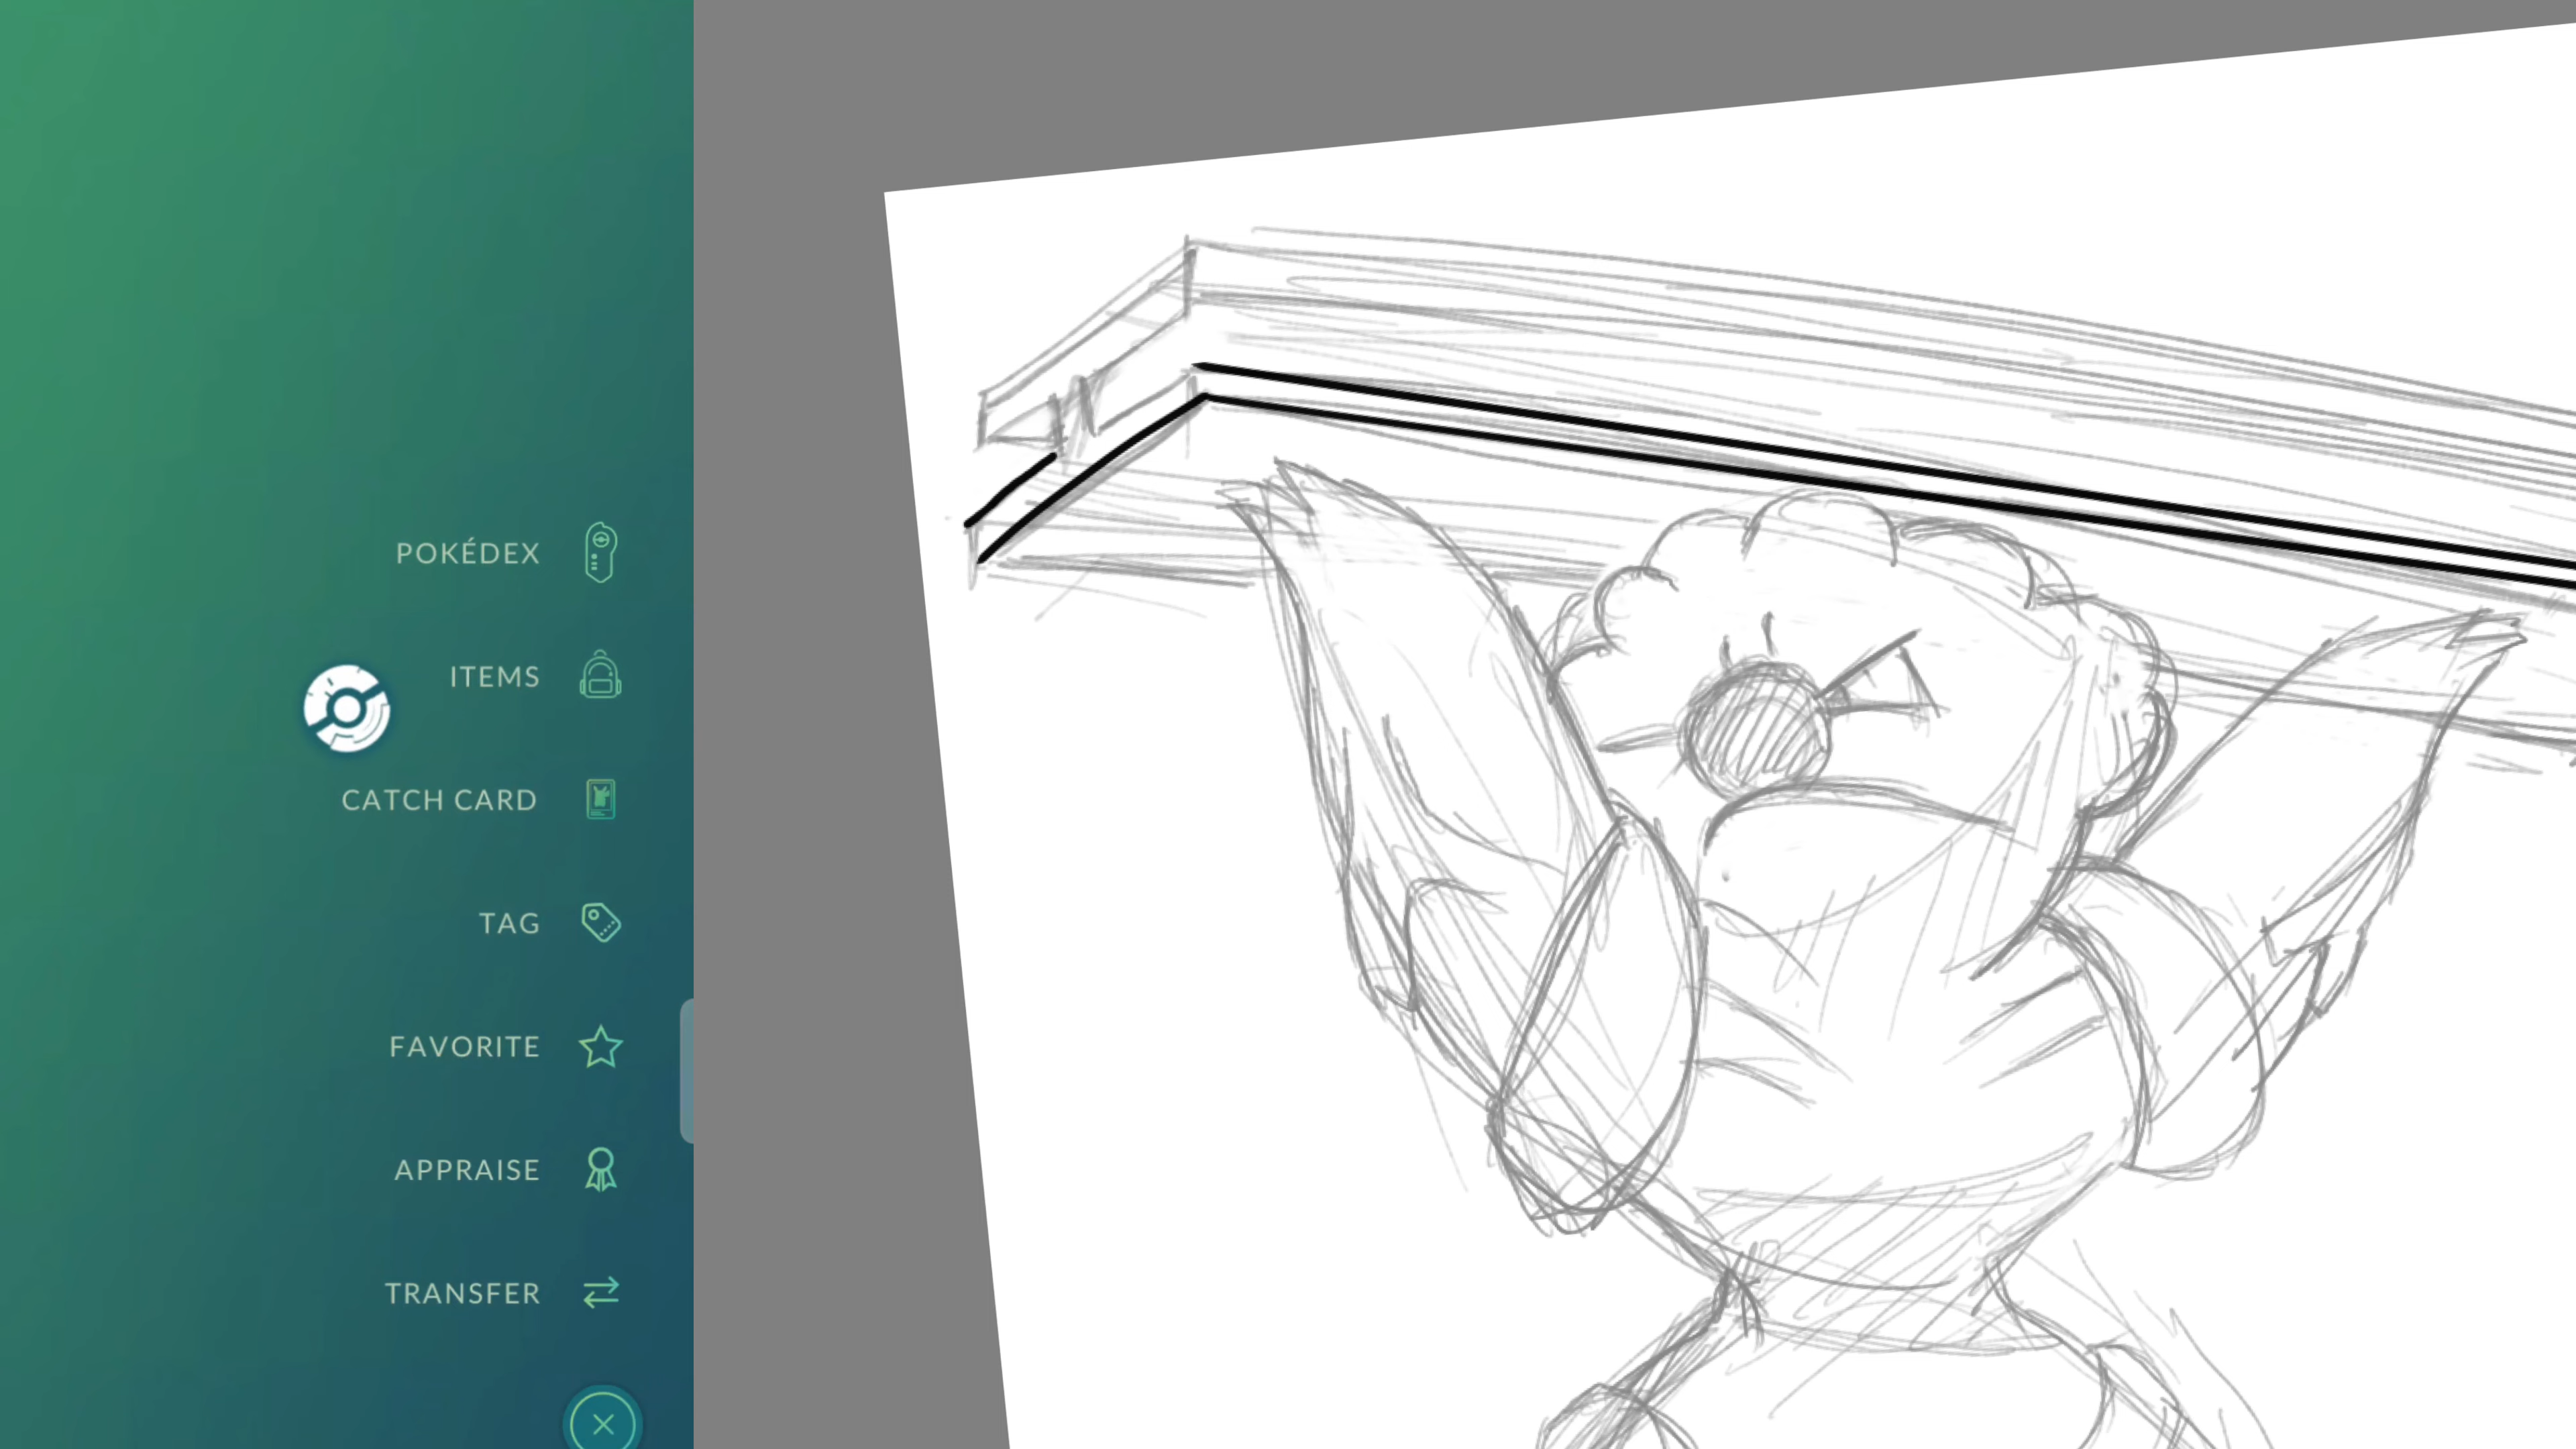 POKÉDEX
ITEMS
CATCH CARD
TAG
FAVORITE
APPRAISE
TRANSFER